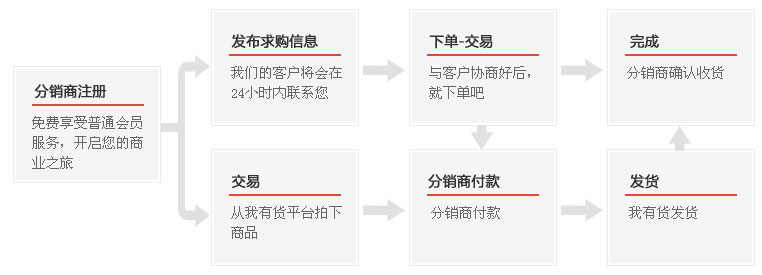 分销商注册
免费享受普通会员
服务，开启您的商
业之旅
发布求购信息
我们的客户将会在
24小时内联系您
下单-交易
与客户协商好后，
就下单吧
完成
分销商确认收货
交易
从我有货平台拍下
商品
分销商付款
分销商付款
发货
我有货发货